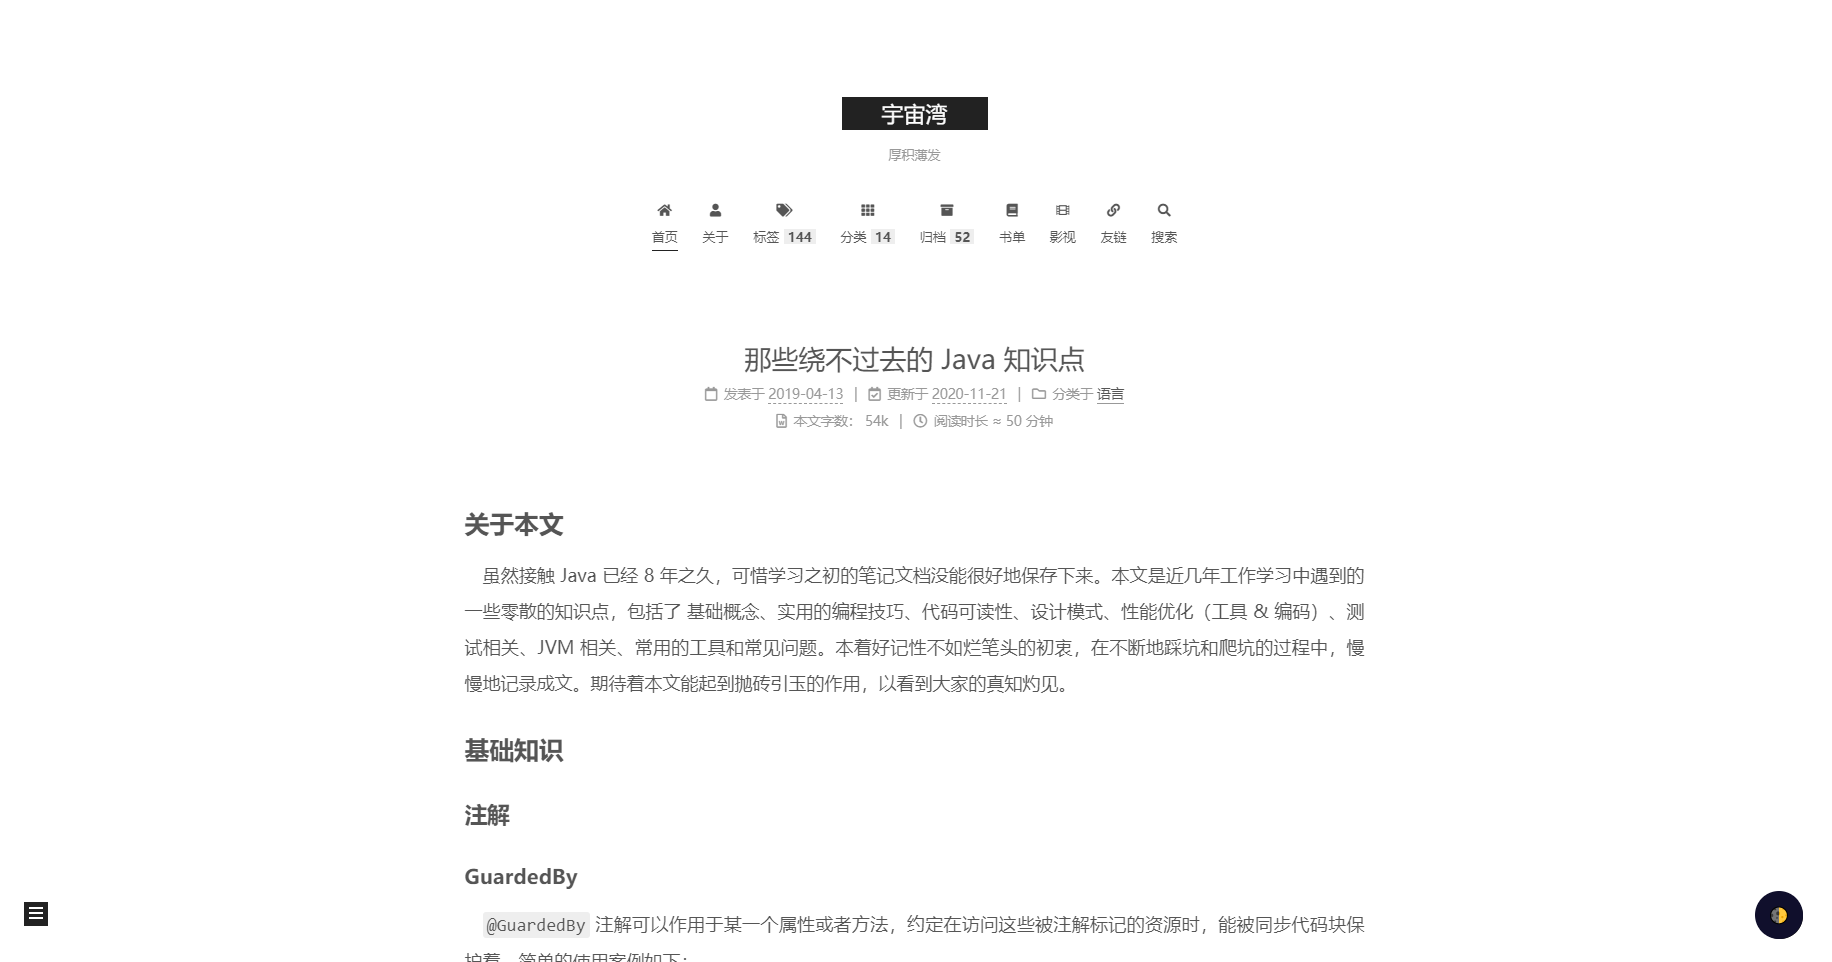 宇宙湾
厚积薄发
首页 关于 标签 144 分类 14 归档 52 书单 影视 友链 搜索
那些绕不过去的 Java 知识点
发表于 2019-04-13 | 更新于 2020-11-21 | 分类于 语言
本文字数： 54k | 阅读时长 ≈ 50 分钟
关于本文
虽然接触 Java 已经 8 年之久，可惜学习之初的笔记文档没能很好地保存下来。本文是近几年工作学习中遇到的
一些零散的知识点，包括了 基础概念、实用的编程技巧、代码可读性、设计模式、性能优化（工具 & 编码）、测
试相关、JVM 相关、常用的工具和常见问题。本着好记性不如烂笔头的初衷，在不断地踩坑和爬坑的过程中，慢
慢地记录成文。期待着本文能起到抛砖引玉的作用，以看到大家的真知灼见。
基础知识
注解
GuardedBy
@GuardedBy 注解可以作用于某一个属性或者方法，约定在访问这些被注解标记的资源时，能被同步代码块保
护着。简单的使用案例如下：